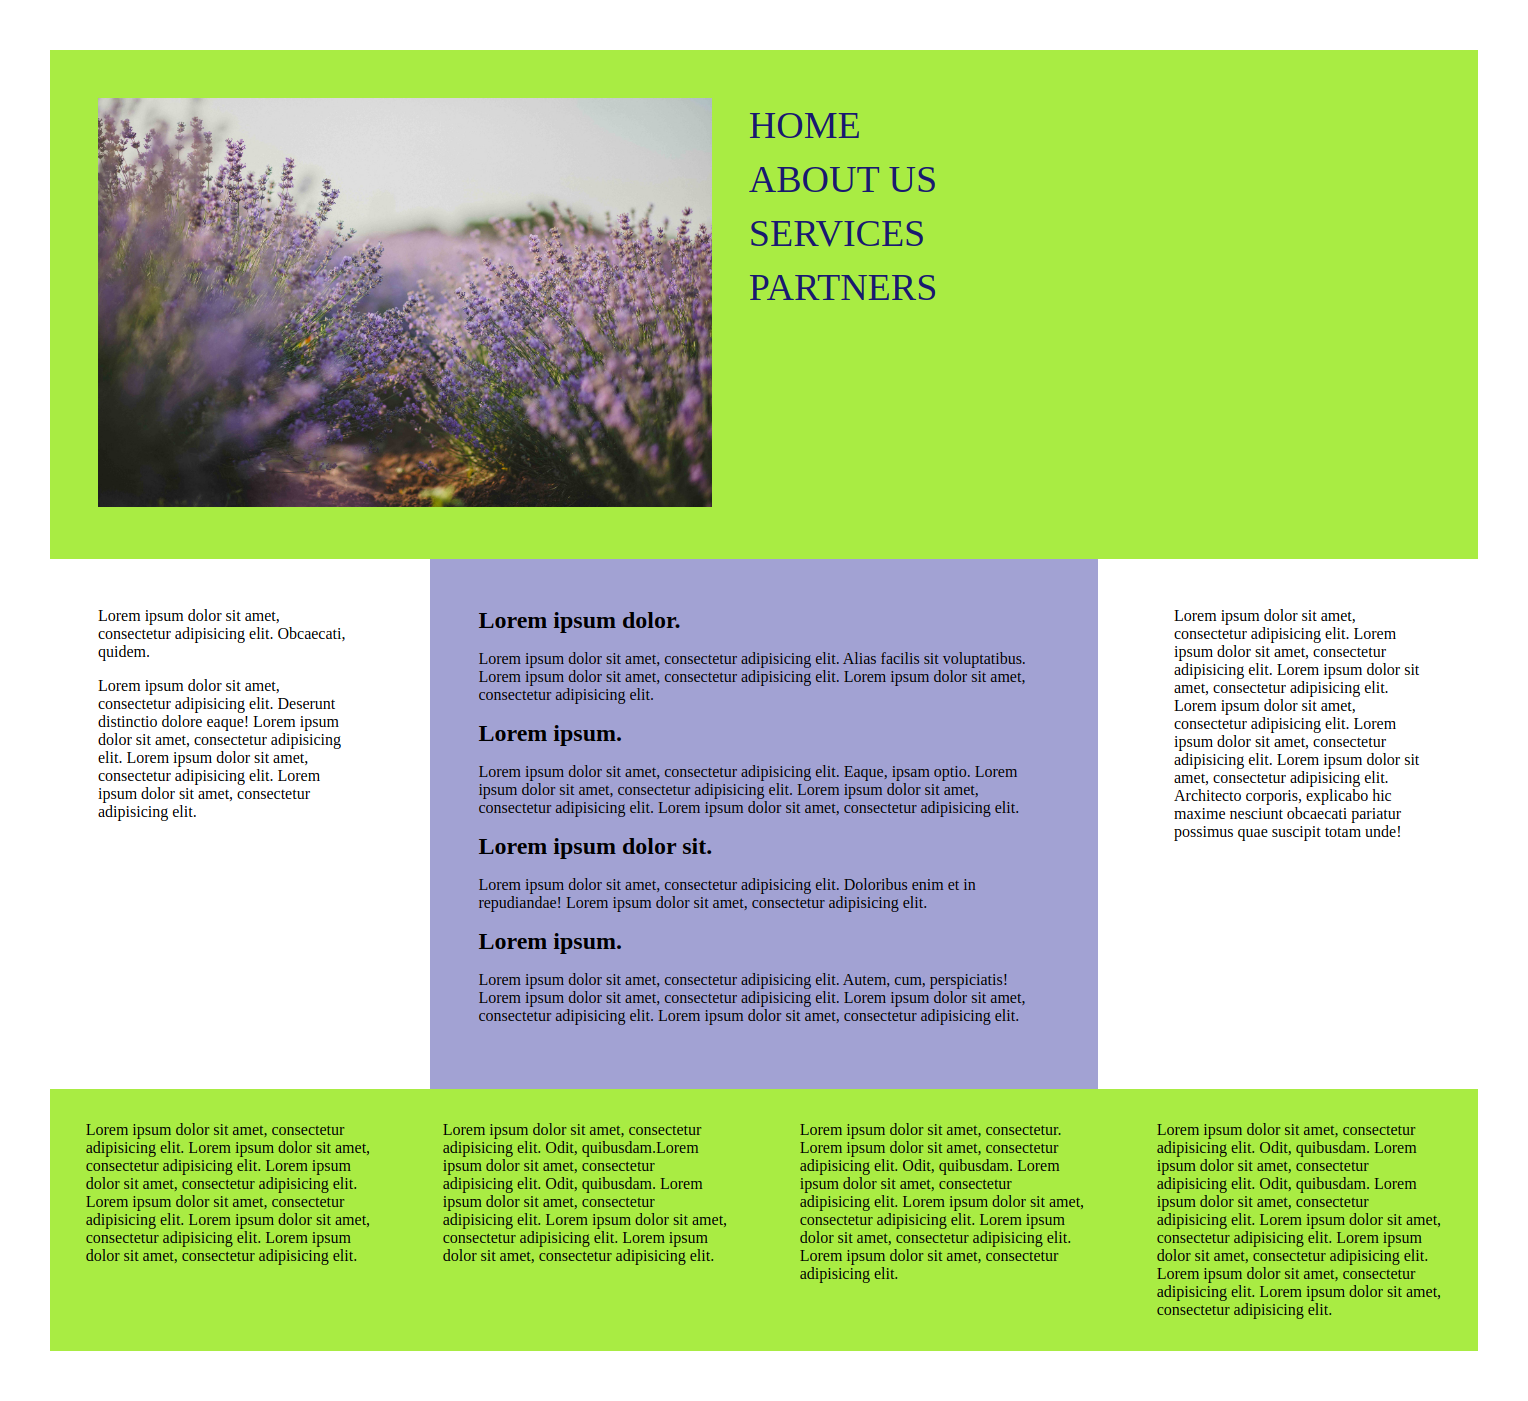 HOME
ABOUT US
SERVICES
PARTNERS
Lorem ipsum dolor sit amet,
consectetur adipisicing elit. Obcaecati,
quidem.
Lorem ipsum dolor sit amet,
consectetur adipisicing elit. Deserunt
distinctio dolore eaque! Lorem ipsum
dolor sit amet, consectetur adipisicing
elit. Lorem ipsum dolor sit amet,
consectetur adipisicing elit. Lorem
ipsum dolor sit amet, consectetur
adipisicing elit.
Lorem ipsum dolor.
Lorem ipsum dolor sit amet, consectetur adipisicing elit. Alias facilis sit voluptatibus.
Lorem ipsum dolor sit amet, consectetur adipisicing elit. Lorem ipsum dolor sit amet,
consectetur adipisicing elit.
Lorem ipsum.
Lorem ipsum dolor sit amet, consectetur adipisicing elit. Eaque, ipsam optio. Lorem
ipsum dolor sit amet, consectetur adipisicing elit. Lorem ipsum dolor sit amet,
consectetur adipisicing elit. Lorem ipsum dolor sit amet, consectetur adipisicing elit.
Lorem ipsum dolor sit.
Lorem ipsum dolor sit amet, consectetur adipisicing elit. Doloribus enim et in
repudiandae! Lorem ipsum dolor sit amet, consectetur adipisicing elit.
Lorem ipsum.
Lorem ipsum dolor sit amet, consectetur adipisicing elit. Autem, cum, perspiciatis!
Lorem ipsum dolor sit amet, consectetur adipisicing elit. Lorem ipsum dolor sit amet,
consectetur adipisicing elit. Lorem ipsum dolor sit amet, consectetur adipisicing elit.
Lorem ipsum dolor sit amet,
consectetur adipisicing elit. Lorem
ipsum dolor sit amet, consectetur
adipisicing elit. Lorem ipsum dolor sit
amet, consectetur adipisicing elit.
Lorem ipsum dolor sit amet,
consectetur adipisicing elit. Lorem
ipsum dolor sit amet, consectetur
adipisicing elit. Lorem ipsum dolor sit
amet, consectetur adipisicing elit.
Architecto corporis, explicabo hic
maxime nesciunt obcaecati pariatur
possimus quae suscipit totam unde!
Lorem ipsum dolor sit amet, consectetur
adipisicing elit. Lorem ipsum dolor sit amet,
consectetur adipisicing elit. Lorem ipsum
dolor sit amet, consectetur adipisicing elit.
Lorem ipsum dolor sit amet, consectetur
adipisicing elit. Lorem ipsum dolor sit amet,
consectetur adipisicing elit. Lorem ipsum
dolor sit amet, consectetur adipisicing elit.
Lorem ipsum dolor sit amet, consectetur
adipisicing elit. Odit, quibusdam.Lorem
ipsum dolor sit amet, consectetur
adipisicing elit. Odit, quibusdam. Lorem
ipsum dolor sit amet, consectetur
adipisicing elit. Lorem ipsum dolor sit amet,
consectetur adipisicing elit. Lorem ipsum
dolor sit amet, consectetur adipisicing elit.
Lorem ipsum dolor sit amet, consectetur.
Lorem ipsum dolor sit amet, consectetur
adipisicing elit. Odit, quibusdam. Lorem
ipsum dolor sit amet, consectetur
adipisicing elit. Lorem ipsum dolor sit amet,
consectetur adipisicing elit. Lorem ipsum
dolor sit amet, consectetur adipisicing elit.
Lorem ipsum dolor sit amet, consectetur
adipisicing elit.
Lorem ipsum dolor sit amet, consectetur
adipisicing elit. Odit, quibusdam. Lorem
ipsum dolor sit amet, consectetur
adipisicing elit. Odit, quibusdam. Lorem
ipsum dolor sit amet, consectetur
adipisicing elit. Lorem ipsum dolor sit amet,
consectetur adipisicing elit. Lorem ipsum
dolor sit amet, consectetur adipisicing elit.
Lorem ipsum dolor sit amet, consectetur
adipisicing elit. Lorem ipsum dolor sit amet,
consectetur adipisicing elit.